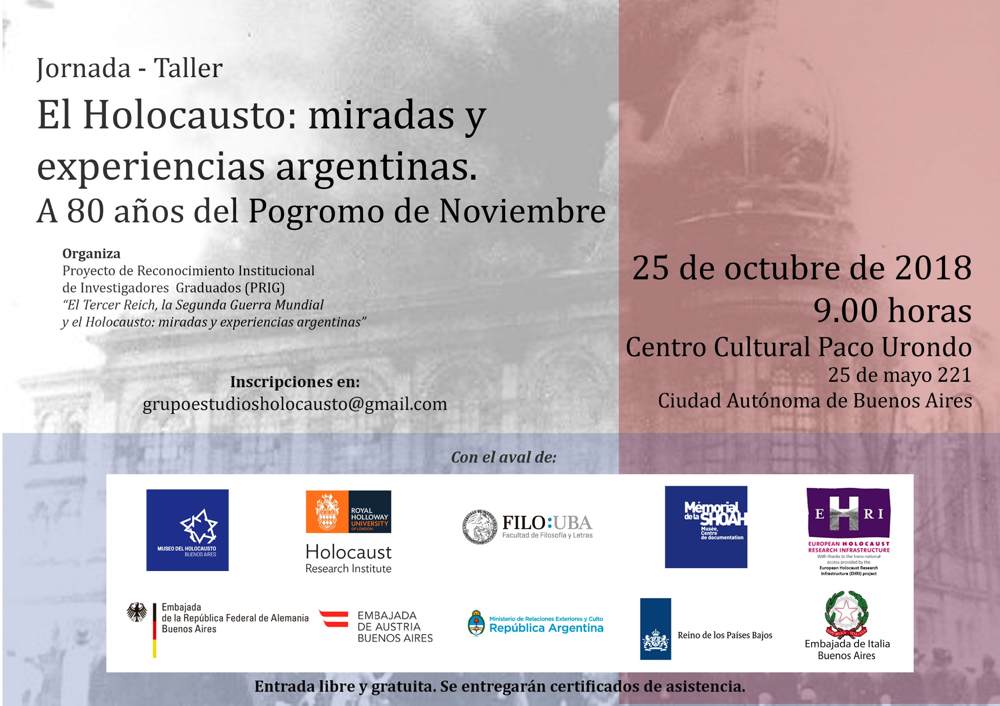 Jornada - Taller
El Holocausto: miradas y
experiencias argentinas.
A 80 años del Pogromo de Noviembre
Organiza
Proyecto de Reconocimiento Institucional
de Investigadores Graduados (PRIG)
“El Tercer Reich, la Segunda Guerra Mundial
y el Holocausto: miradas y experiencias argentinas”
Inscripciones en:
grupoestudiosholocausto@gmail.com
25 de octubre de 2018
9.00 horas
Centro Cultural Paco Urondo
25 de mayo 221
Ciudad Autónoma de Buenos Aires
Con el aval de:
MUSEO DEL HOLOCAUSTO
BUENOS AIRES
ROYAL
HOLLOWAY
UNIVERSITY
OF LONDON
Holocaust
Research Institute
FILO:UBA
Facultad de Filosofía y Letras
Mémorial
de la SHOAH
Musée,
Centre
de documentation
EHRI
EUROPEAN HOLOCAUST
RESEARCH INFRASTRUCTURE
With thanks to the trans-national
access provided by the
European Holocaust Research
Infrastructure (EHRI) project
Embajada
de la República Federal de Alemania
Buenos Aires
EMBAJADA
DE AUSTRIA
BUENOS AIRES
Ministerio de Relaciones Exteriores y Culto
República Argentina
Reino de los Países Bajos
REPVBBLICA ITALIANA
Embajada de Italia
Buenos Aires
Entrada libre y gratuita. Se entregarán certificados de asistencia.